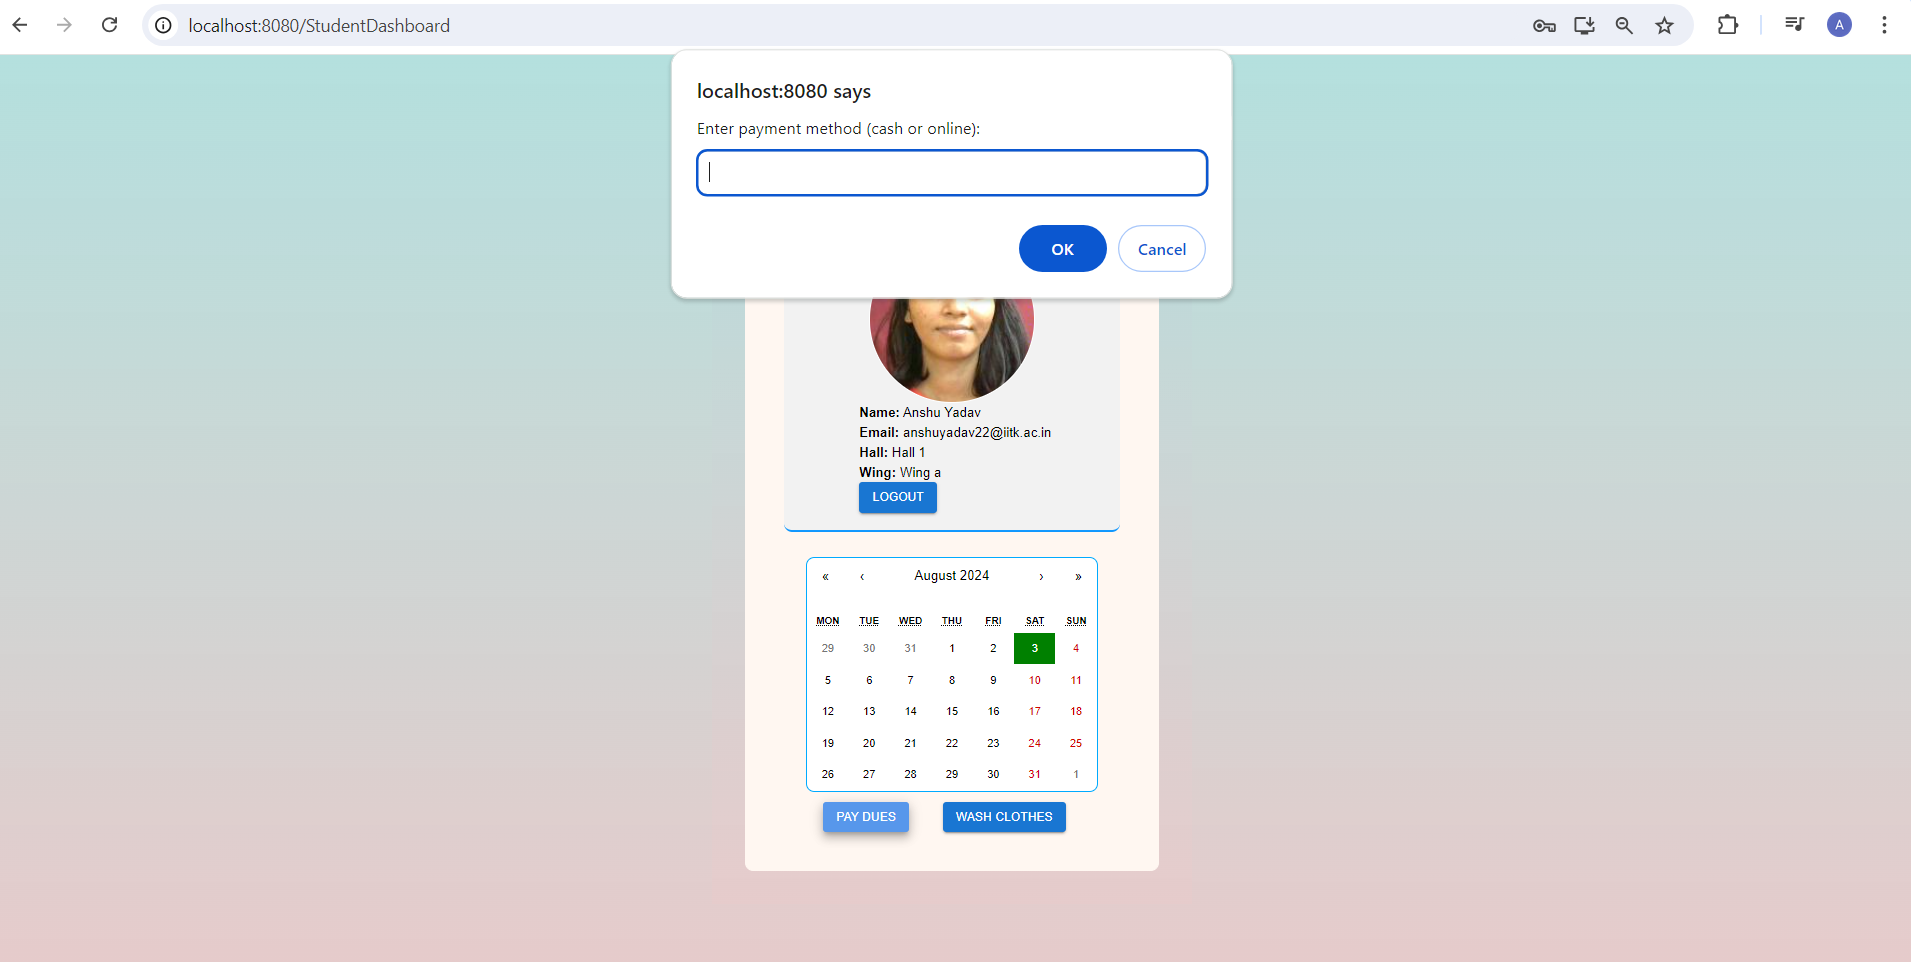 localhost:8080/StudentDashboard
A
localhost:8080 says
Enter payment method (cash or online):
OK Cancel
Name: Anshu Yadav
Email: anshuyadav22@iitk.ac.in
Hall: Hall 1
Wing: Wing a
LOGOUT
« ‹ August 2024 › »
MON TUE WED THU FRI SAT SUN
29 30 31 1 2 3 4
5 6 7 8 9 10 11
12 13 14 15 16 17 18
19 20 21 22 23 24 25
26 27 28 29 30 31 1
PAY DUES WASH CLOTHES